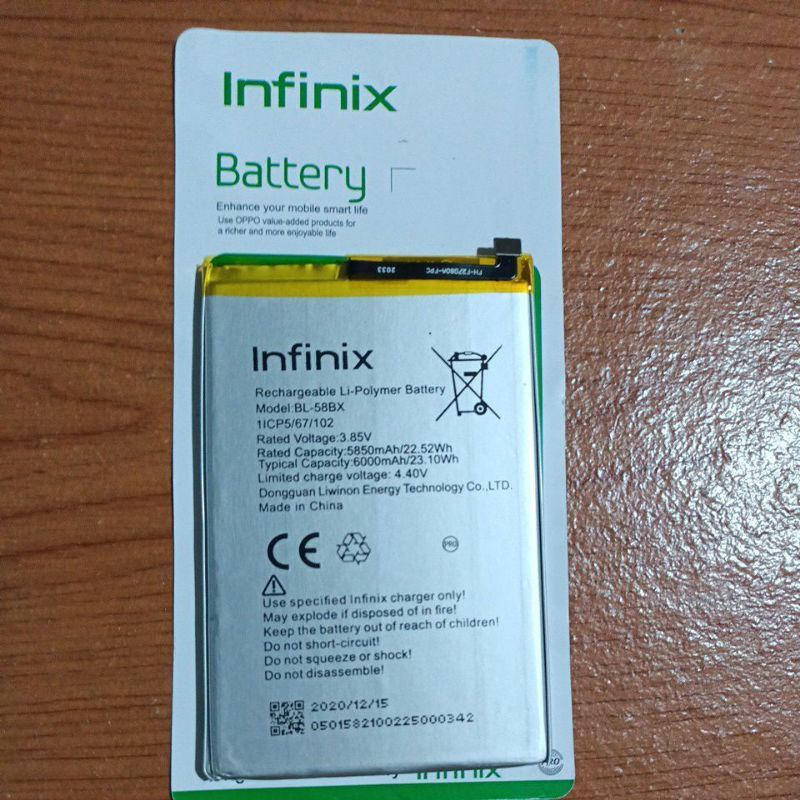 Infinix
Battery
Enhance your mobile smart life
Use OPPO value-added products for
a richer and more enjoyable life
2033
FH-F27080A-FPC
Infinix
Rechargeable Li-Polymer Battery
Model:BL-58BX
1ICP5/67/102
Rated Voltage:3.85V
Rated Capacity:5850mAh/22.52Wh
Typical Capacity:6000mAh/23.10Wh
Limited charge voltage: 4.40V
Dongguan Liwinon Energy Technology Co.,LTD.
Made in China
CE
PRO
Use specified Infinix charger only!
May explode if disposed of in fire!
Keep the battery out of reach of children!
Do not short-circuit!
Do not squeeze or shock!
Do not disassemble!
2020/12/15
0501582100225000342
Infinix
PRO